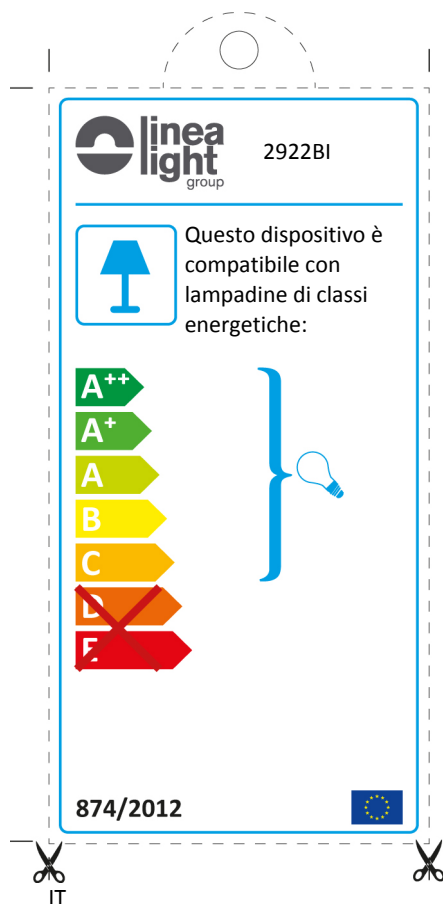 linea
light
group
2922BI
Questo dispositivo è
compatibile con
lampadine di classi
energetiche:
A++
A+
A
B
C
D
E
874/2012
IT